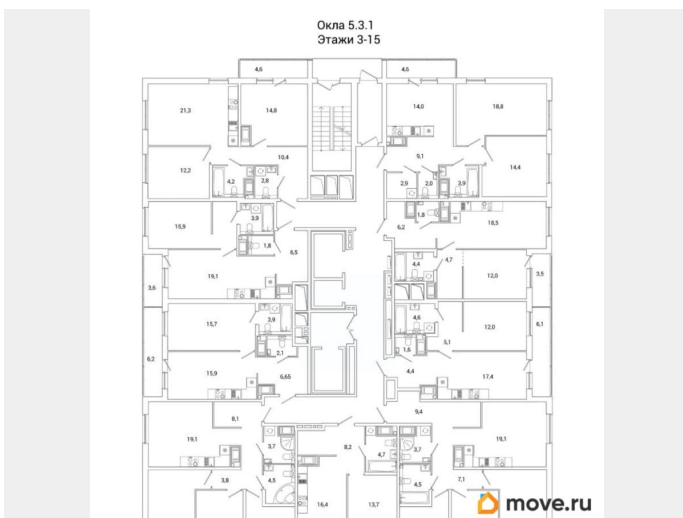 Окла 5.3.1
Этажи 3-15
4,6 4,6
21,3 14,8 14,0 18,8
12,2 10,4 9,1 14,4
4,2 2,8 2,9 2,0 3,9
15,9 3,9 1,8 18,5
1,8 6,5 6,2
19,1 4,4 4,7 12,0 3,5
3,6
15,7 3,9 4,6 12,0 6,1
2,1 1,6 5,1
6,2 15,9 6,65 4,4 17,4
8,1 9,4
19,1 3,7 8,2 4,7 3,7 19,1
3,8 4,5 4,5 7,1
16,4 13,7
move.ru